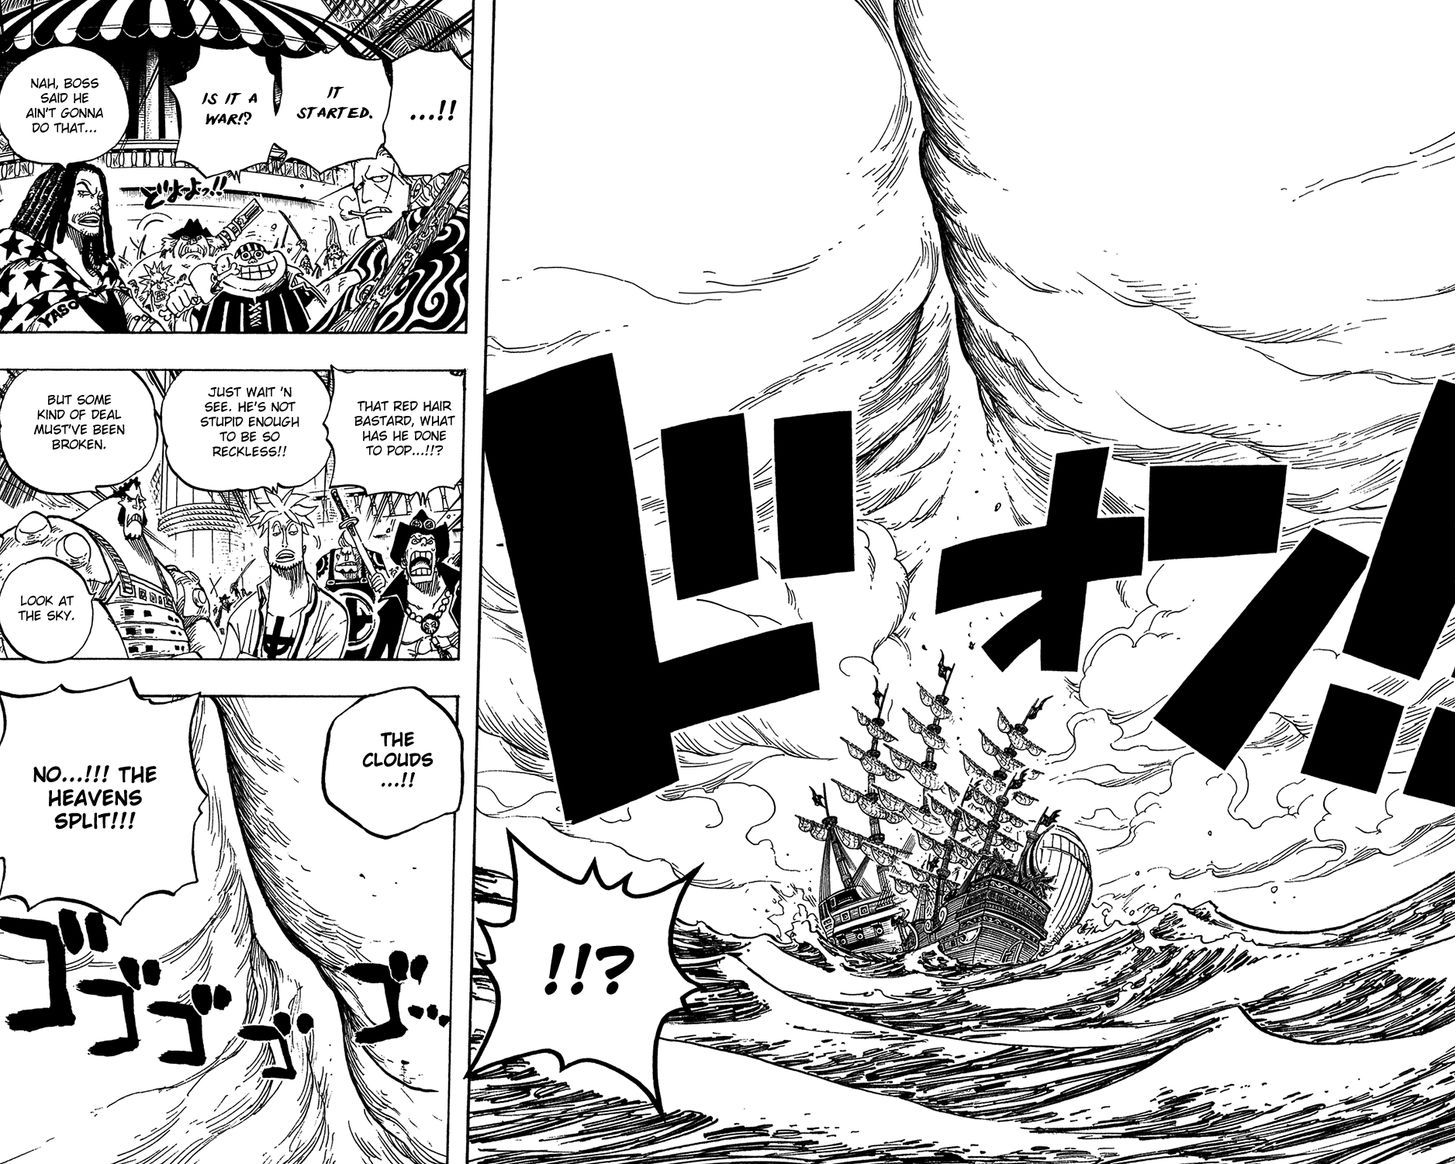 ドオン!!
!!?
...!!
IT
STARTED.
IS IT A
WAR!?
NAH, BOSS
SAID HE
AIN'T GONNA
DO THAT...
どよよっ!!
YABO
THAT RED HAIR
BASTARD, WHAT
HAS HE DONE
TO POP...!!?
JUST WAIT 'N
SEE. HE'S NOT
STUPID ENOUGH
TO BE SO
RECKLESS!!
BUT SOME
KIND OF DEAL
MUST'VE BEEN
BROKEN.
LOOK AT
THE SKY.
THE
CLOUDS
...!!
NO...!!! THE
HEAVENS
SPLIT!!!
ゴゴゴゴゴ...